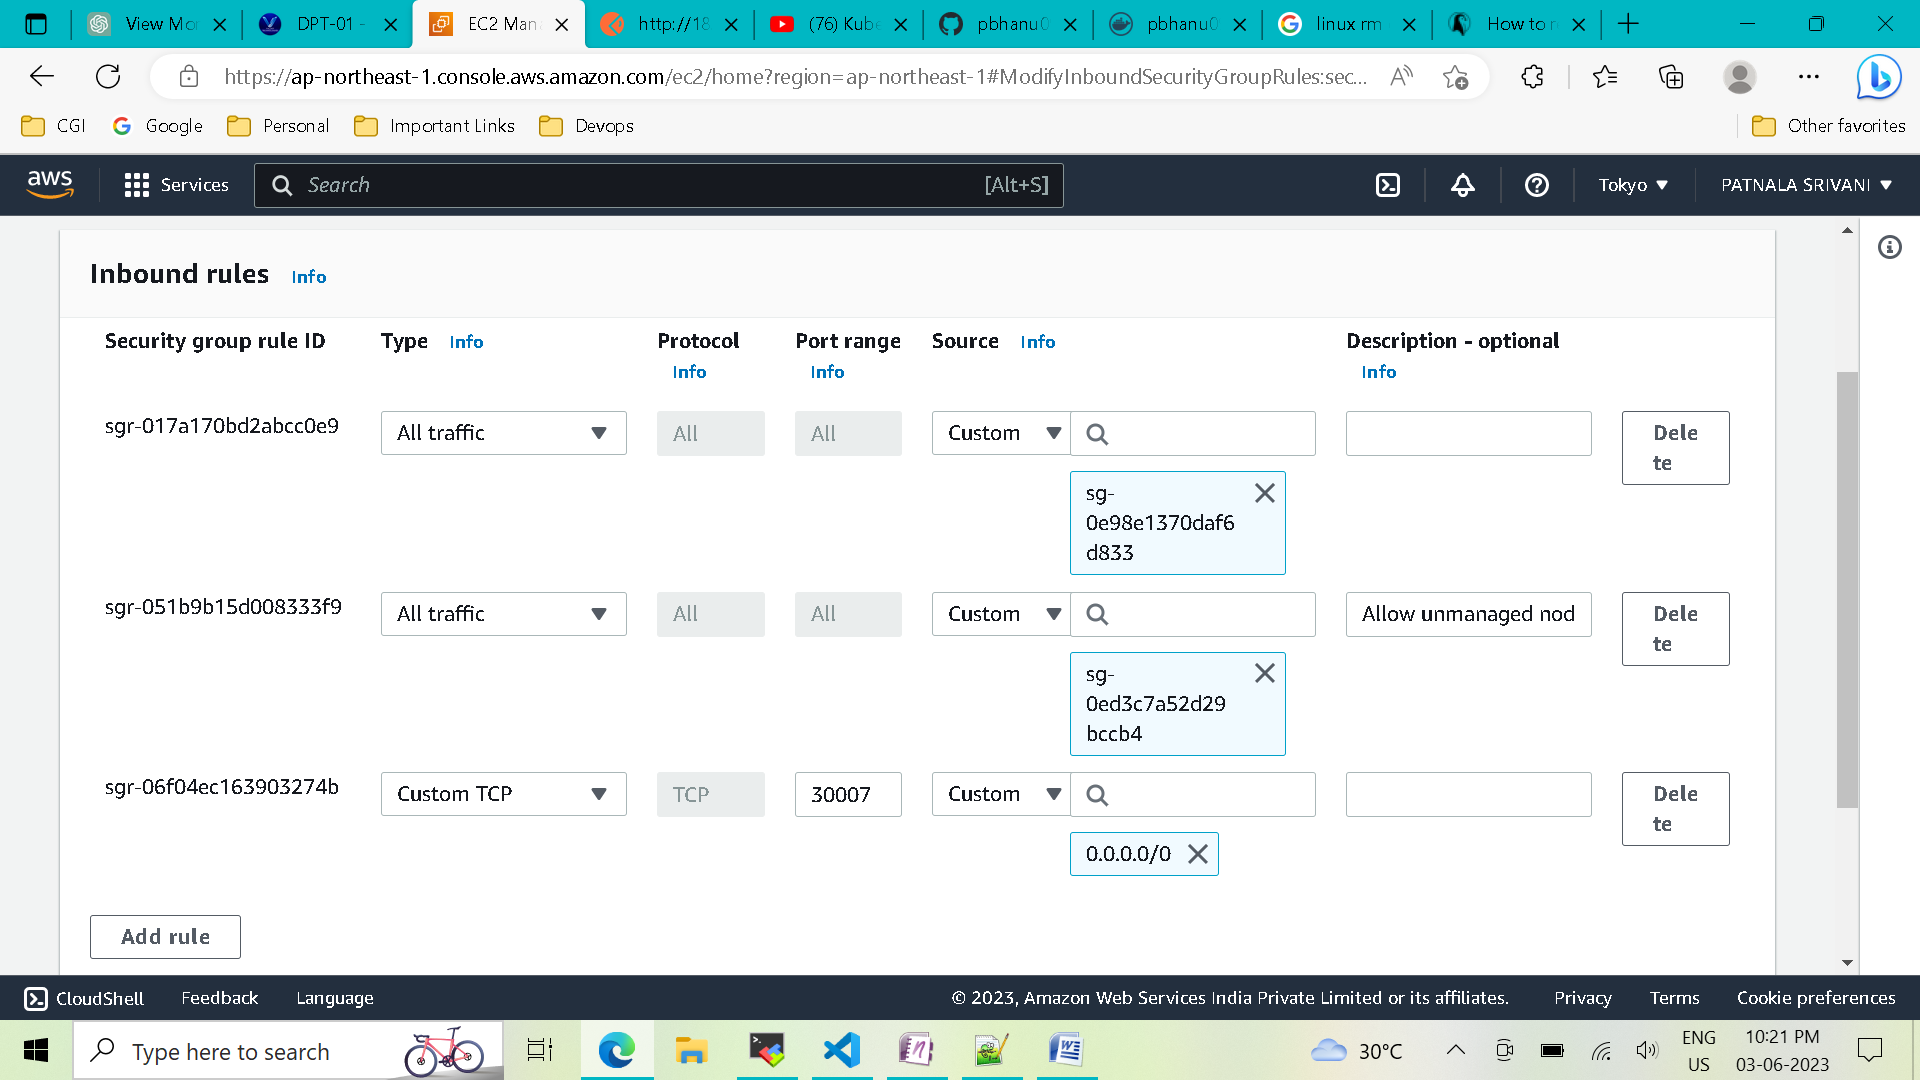 View Mor
DPT-01 -
EC2 Mana
http://18
(76) Kube
pbhanu0
pbhanu0
linux rm
How to r
https://ap-northeast-1.console.aws.amazon.com/ec2/home?region=ap-northeast-1#ModifyInboundSecurityGroupRules:sec...
CGI
Google
Personal
Important Links
Devops
Other favorites
aws
Services
Search
[Alt+S]
Tokyo
PATNALA SRIVANI
Inbound rules Info
Security group rule ID
Type Info
Protocol
Info
Port range
Info
Source Info
Description - optional
Info
sgr-017a170bd2abcc0e9
All traffic
All
All
Custom
Dele
te
sg-
0e98e1370daf6
d833
sgr-051b9b15d008333f9
All traffic
All
All
Custom
Allow unmanaged nod
Dele
te
sg-
0ed3c7a52d29
bccb4
sgr-06f04ec163903274b
Custom TCP
TCP
30007
Custom
Dele
te
0.0.0.0/0
Add rule
CloudShell
Feedback
Language
© 2023, Amazon Web Services India Private Limited or its affiliates.
Privacy
Terms
Cookie preferences
Type here to search
30°C
ENG
US
10:21 PM
03-06-2023